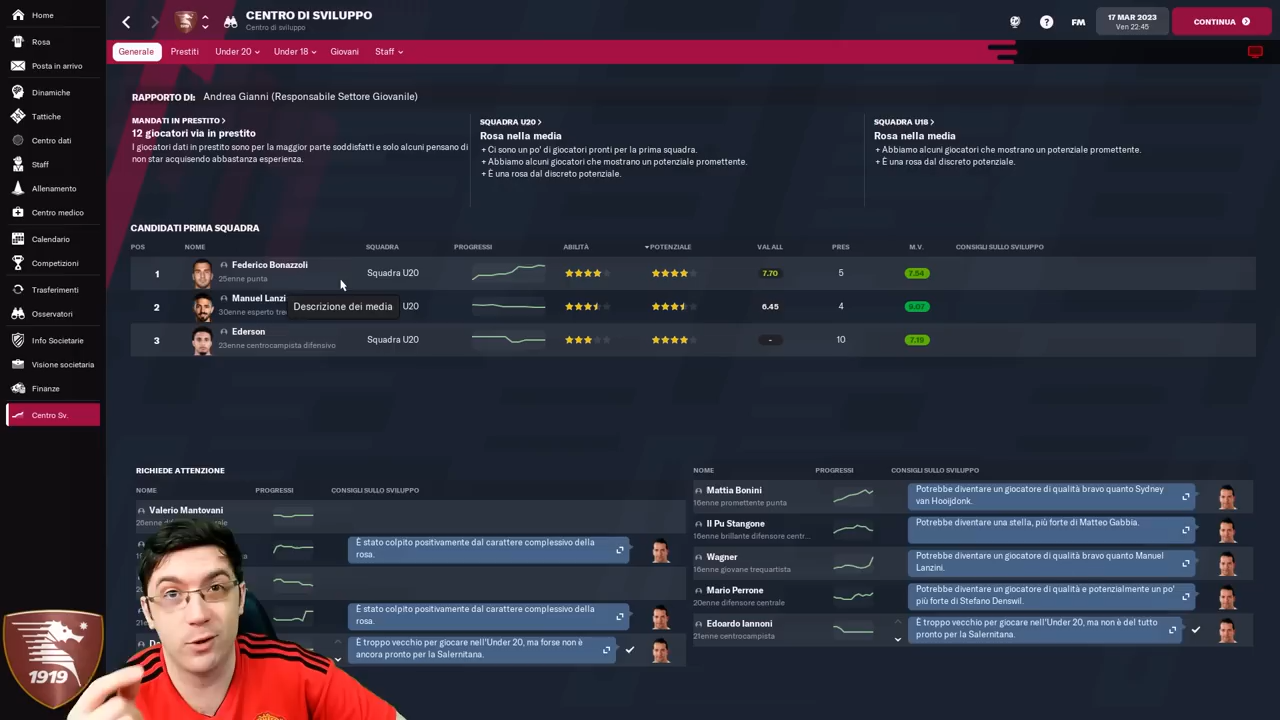 Home
Rosa
Posta in arrivo
Dinamiche
Tattiche
Centro dati
Staff
Allenamento
Centro medico
Calendario
Competizioni
Trasferimenti
Osservatori
Info Societarie
Visione societaria
Finanze
Centro Sv.
1919
CENTRO DI SVILUPPO
Centro di sviluppo
?
FM
17 MAR 2023
Ven 22:45
CONTINUA
Generale
Prestiti
Under 20
Under 18
Giovani
Staff
RAPPORTO DI: Andrea Gianni (Responsabile Settore Giovanile)
MANDATI IN PRESTITO >
12 giocatori via in prestito
I giocatori dati in prestito sono per la maggior parte soddisfatti e solo alcuni pensano di
non star acquisendo abbastanza esperienza.
SQUADRA U20 >
Rosa nella media
+ Ci sono un po' di giocatori pronti per la prima squadra.
+ Abbiamo alcuni giocatori che mostrano un potenziale promettente.
+ È una rosa dal discreto potenziale.
SQUADRA U18 >
Rosa nella media
+ Abbiamo alcuni giocatori che mostrano un potenziale promettente.
+ È una rosa dal discreto potenziale.
CANDIDATI PRIMA SQUADRA
POS NOME SQUADRA PROGRESSI ABILITÀ POTENZIALE VAL ALL PRES M.V. CONSIGLI SULLO SVILUPPO
1 Federico Bonazzoli Squadra U20 7.70 5 7.54
25enne punta
2 Manuel Lanzi U20 6.45 4 6.07
30enne esperto tre
Descrizione dei media
3 Ederson Squadra U20 - 10 7.19
23enne centrocampista difensivo
RICHIEDE ATTENZIONE
NOME PROGRESSI CONSIGLI SULLO SVILUPPO
Valerio Mantovani
È stato colpito positivamente dal carattere complessivo della
rosa.
È stato colpito positivamente dal carattere complessivo della
rosa.
È troppo vecchio per giocare nell'Under 20, ma forse non è
ancora pronto per la Salernitana.
NOME PROGRESSI CONSIGLI SULLO SVILUPPO
Mattia Bonini
16enne promettente punta
Potrebbe diventare un giocatore di qualità bravo quanto Sydney
van Hooijdonk.
Il Pu Stangone
16enne brillante difensore centr...
Potrebbe diventare una stella, più forte di Matteo Gabbia.
Wagner
16enne giovane trequartista
Potrebbe diventare un giocatore di qualità bravo quanto Manuel
Lanzini.
Mario Perrone
20enne difensore centrale
Potrebbe diventare un giocatore di qualità e potenzialmente un po'
più forte di Stefano Denswil.
Edoardo Iannoni
21enne centrocampista
È troppo vecchio per giocare nell'Under 20, ma non è del tutto
pronto per la Salernitana.